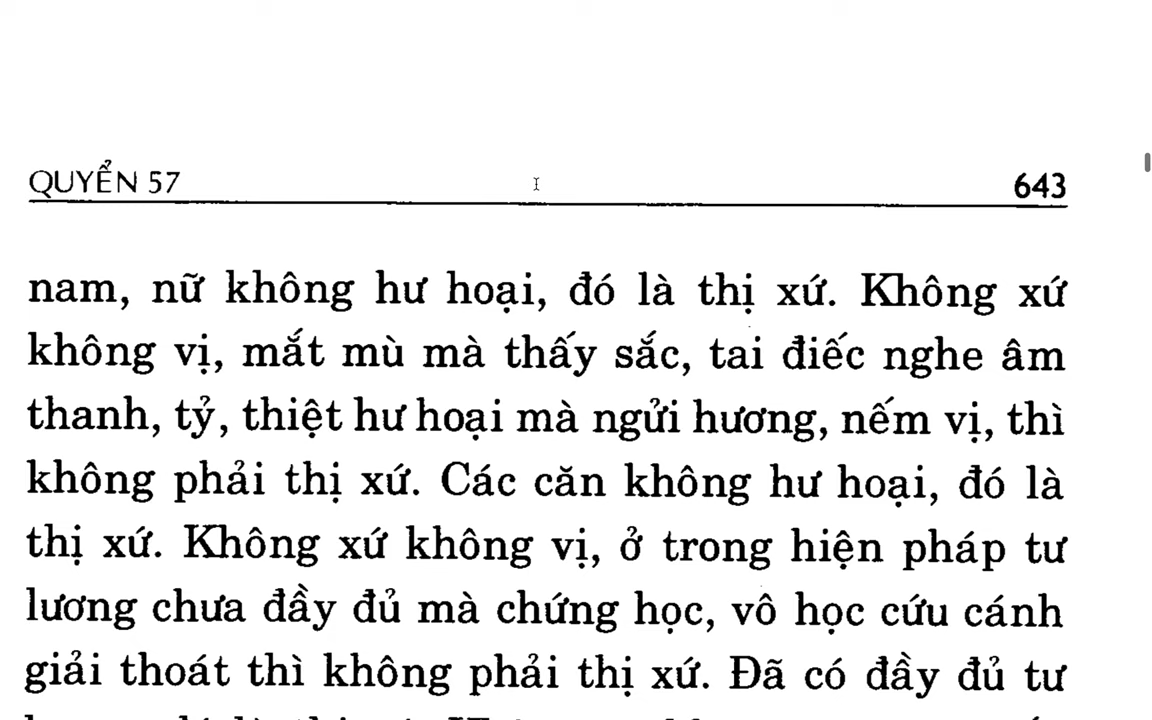 QUYỂN 57
643
nam, nữ không hư hoại, đó là thị xứ. Không xứ
không vị, mắt mù mà thấy sắc, tai điếc nghe âm
thanh, tỷ, thiệt hư hoại mà ngửi hương, nếm vị, thì
không phải thị xứ. Các căn không hư hoại, đó là
thị xứ. Không xứ không vị, ở trong hiện pháp tư
lương chưa đầy đủ mà chứng học, vô học cứu cánh
giải thoát thì không phải thị xứ. Đã có đầy đủ tư